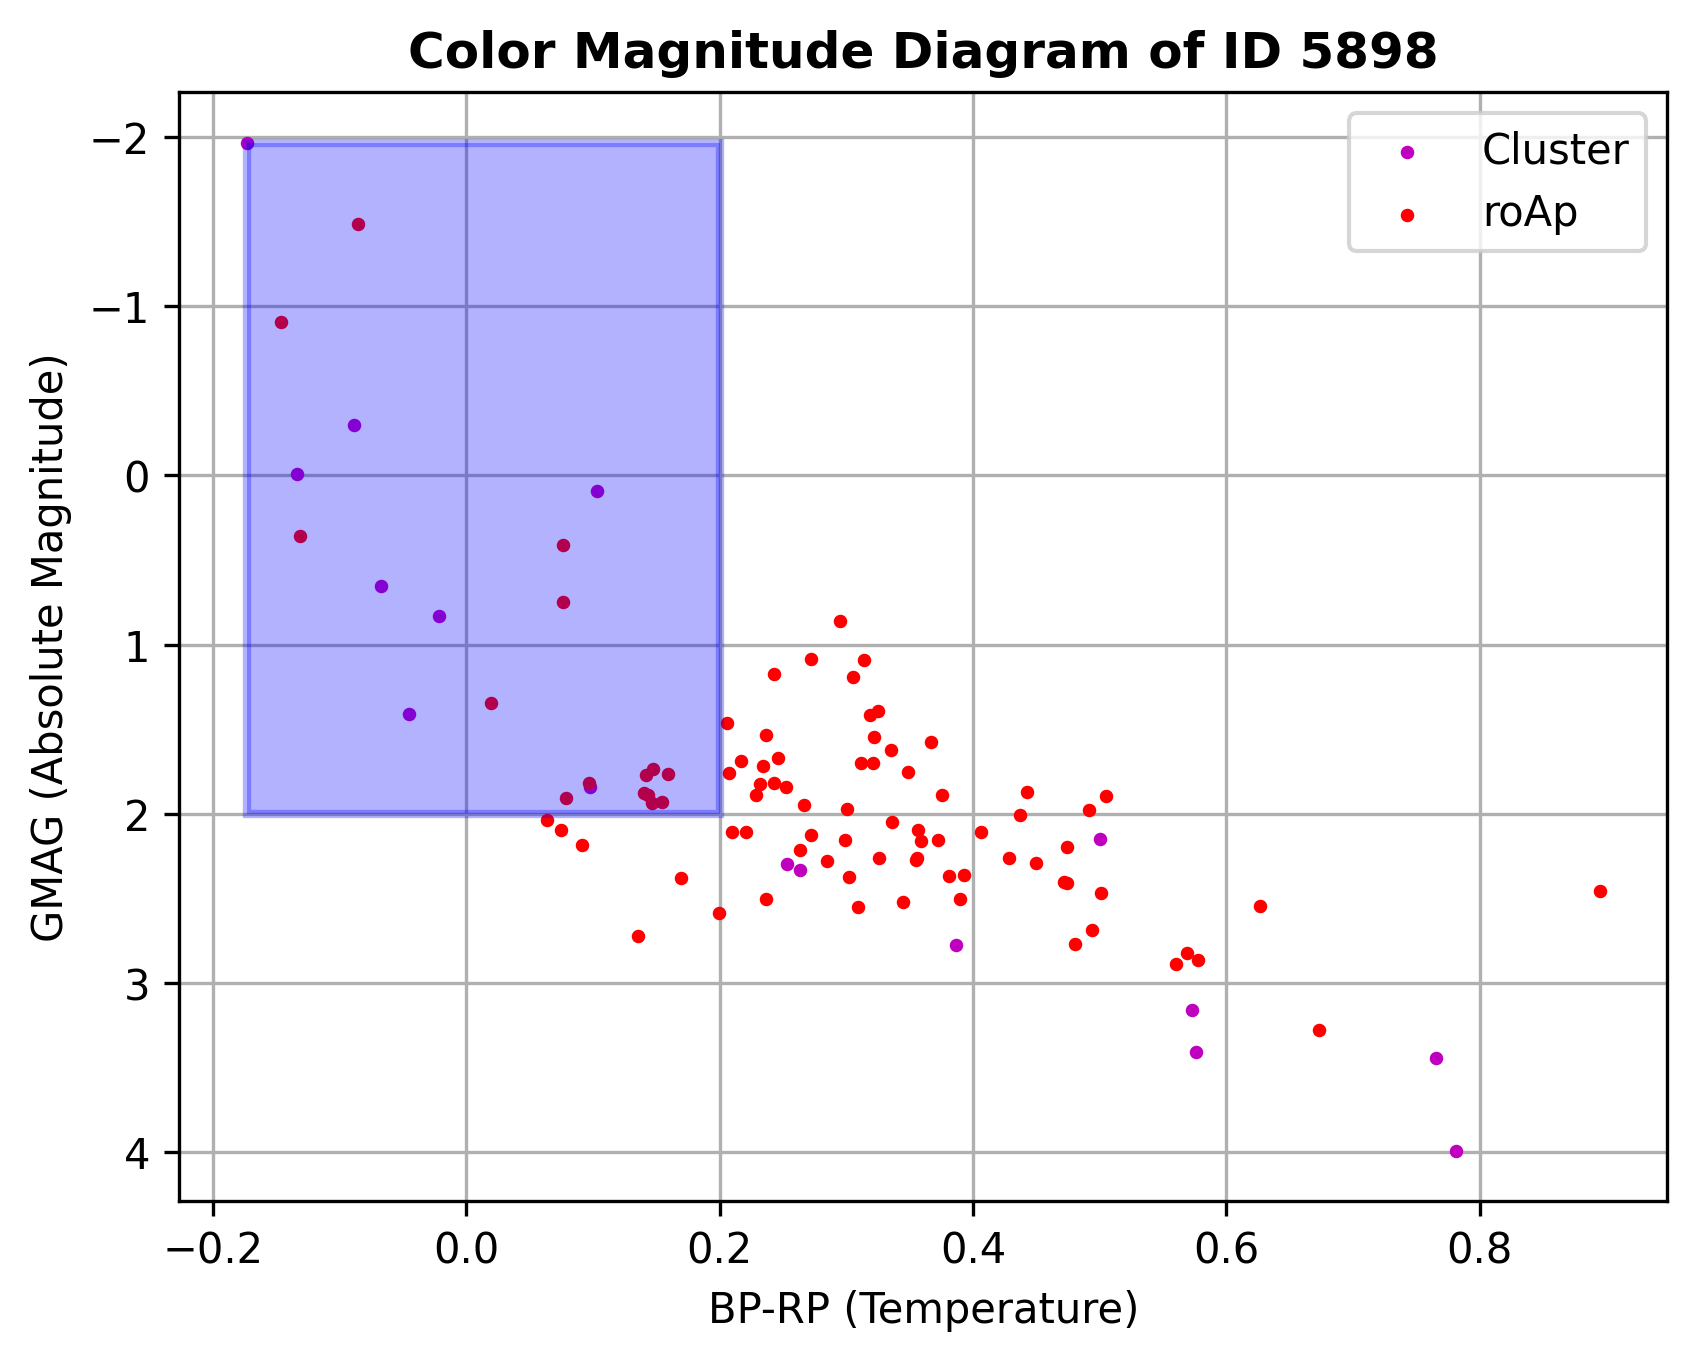 Color Magnitude Diagram of ID 5898
Cluster
roAp
−2
−1
0
1
2
3
4
GMAG (Absolute Magnitude)
−0.2 0.0 0.2 0.4 0.6 0.8
BP-RP (Temperature)